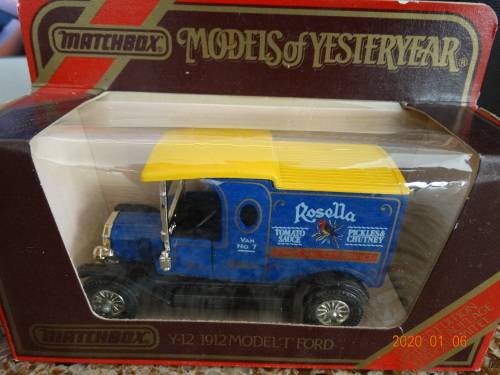 MATCHBOX
MODELS of YESTERYEAR®
Rosella
TOMATO SAUCE
PICKLES & CHUTNEY
VAN No. 7
MATCHBOX
Y-12 1912 MODEL 'T' FORD
2020 01 06